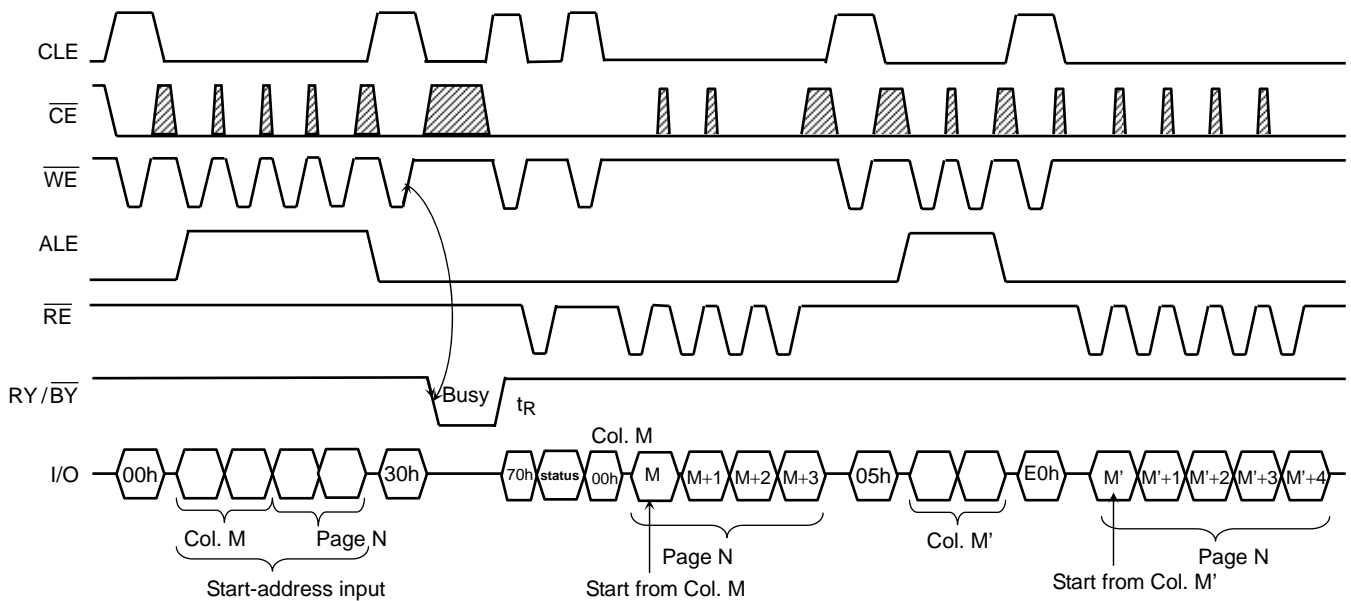 CLE
CE
WE
ALE
RE
RY/BY Busy tR
Col. M
I/O 00h 30h 70h status 00h M M+1 M+2 M+3 05h E0h M' M'+1 M'+2 M'+3 M'+4
Col. M Page N Page N Col. M’ Page N
Start-address input Start from Col. M Start from Col. M’